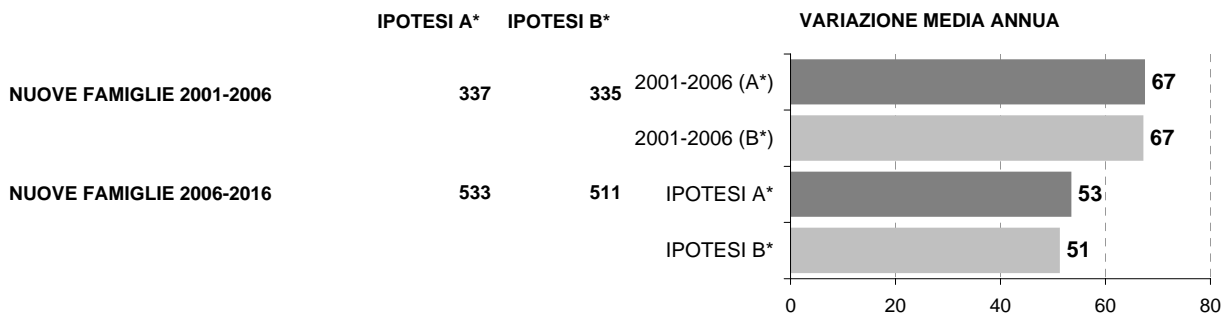 IPOTESI A* IPOTESI B* VARIAZIONE MEDIA ANNUA
NUOVE FAMIGLIE 2001-2006 337 335
NUOVE FAMIGLIE 2006-2016 533 511
2001-2006 (A*) 67
2001-2006 (B*) 67
IPOTESI A* 53
IPOTESI B* 51
0 20 40 60 80